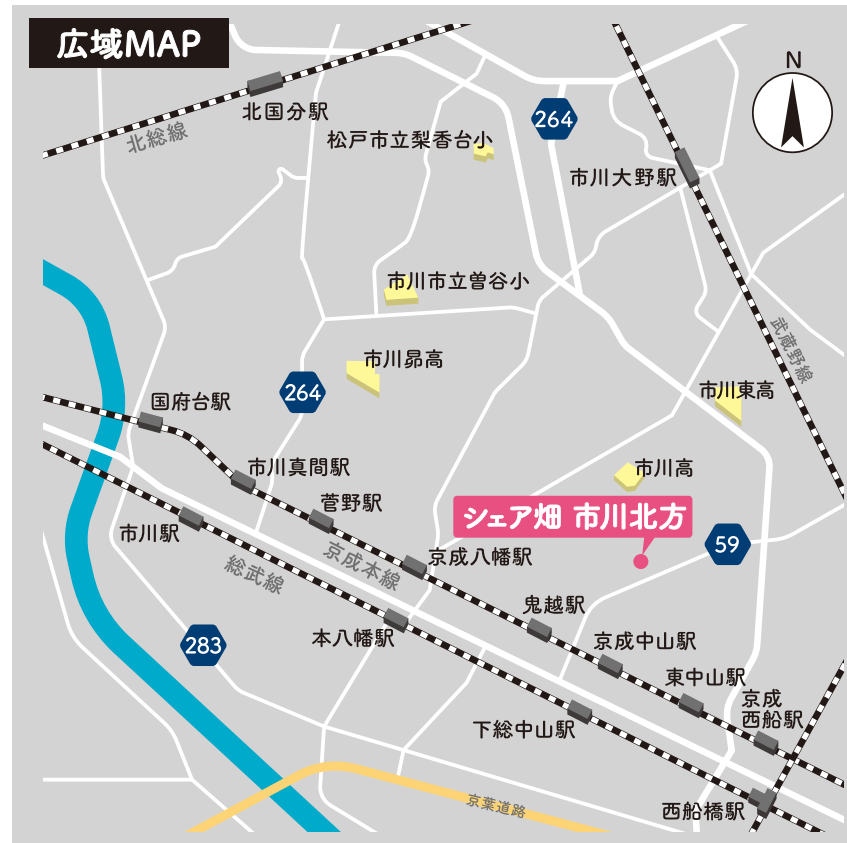 広域MAP
N
北国分駅
北総線
264
松戸市立梨香台小
市川大野駅
市川市立曽谷小
武蔵野線
市川昴高
264
市川東高
国府台駅
市川真間駅
市川高
菅野駅
シェア畑 市川北方
市川駅
京成本線
京成八幡駅
59
総武線
鬼越駅
本八幡駅
283
京成中山駅
東中山駅
京成
西船駅
下総中山駅
京葉道路
西船橋駅